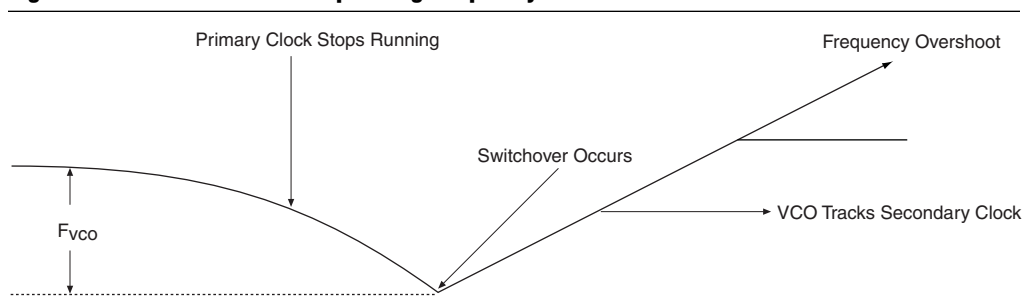 Primary Clock Stops Running
Frequency Overshoot
Switchover Occurs
VCO Tracks Secondary Clock
Fvco